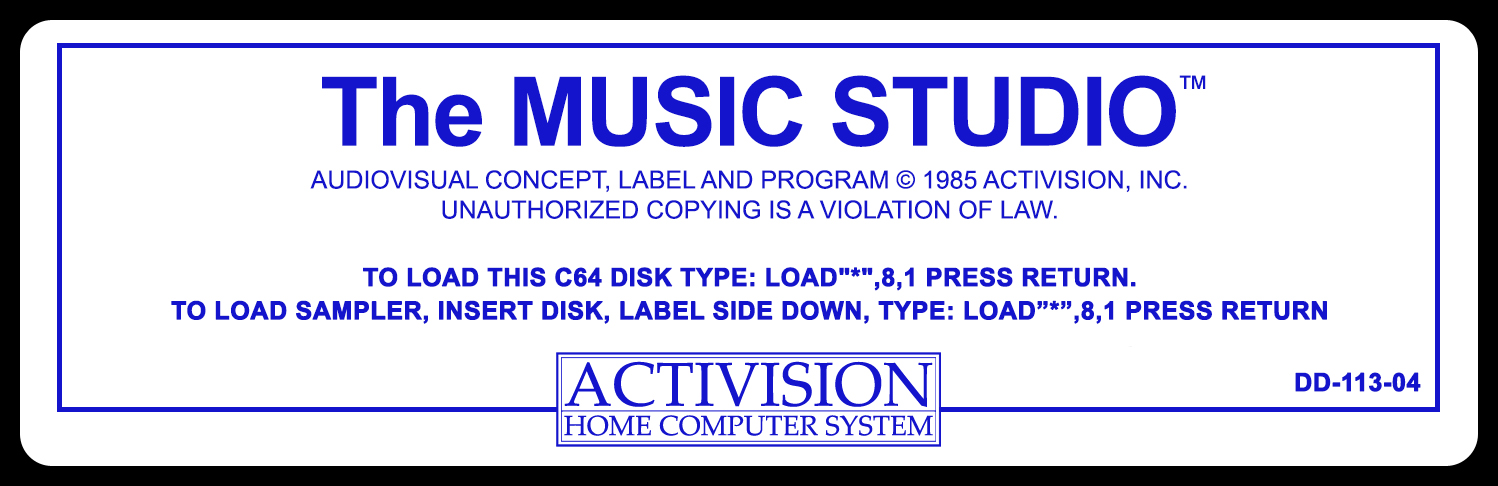 The MUSIC STUDIO™
AUDIOVISUAL CONCEPT, LABEL AND PROGRAM © 1985 ACTIVISION, INC.
UNAUTHORIZED COPYING IS A VIOLATION OF LAW.
TO LOAD THIS C64 DISK TYPE: LOAD"*",8,1 PRESS RETURN.
TO LOAD SAMPLER, INSERT DISK, LABEL SIDE DOWN, TYPE: LOAD”*”,8,1 PRESS RETURN
DD-113-04
ACTIVISION
HOME COMPUTER SYSTEM